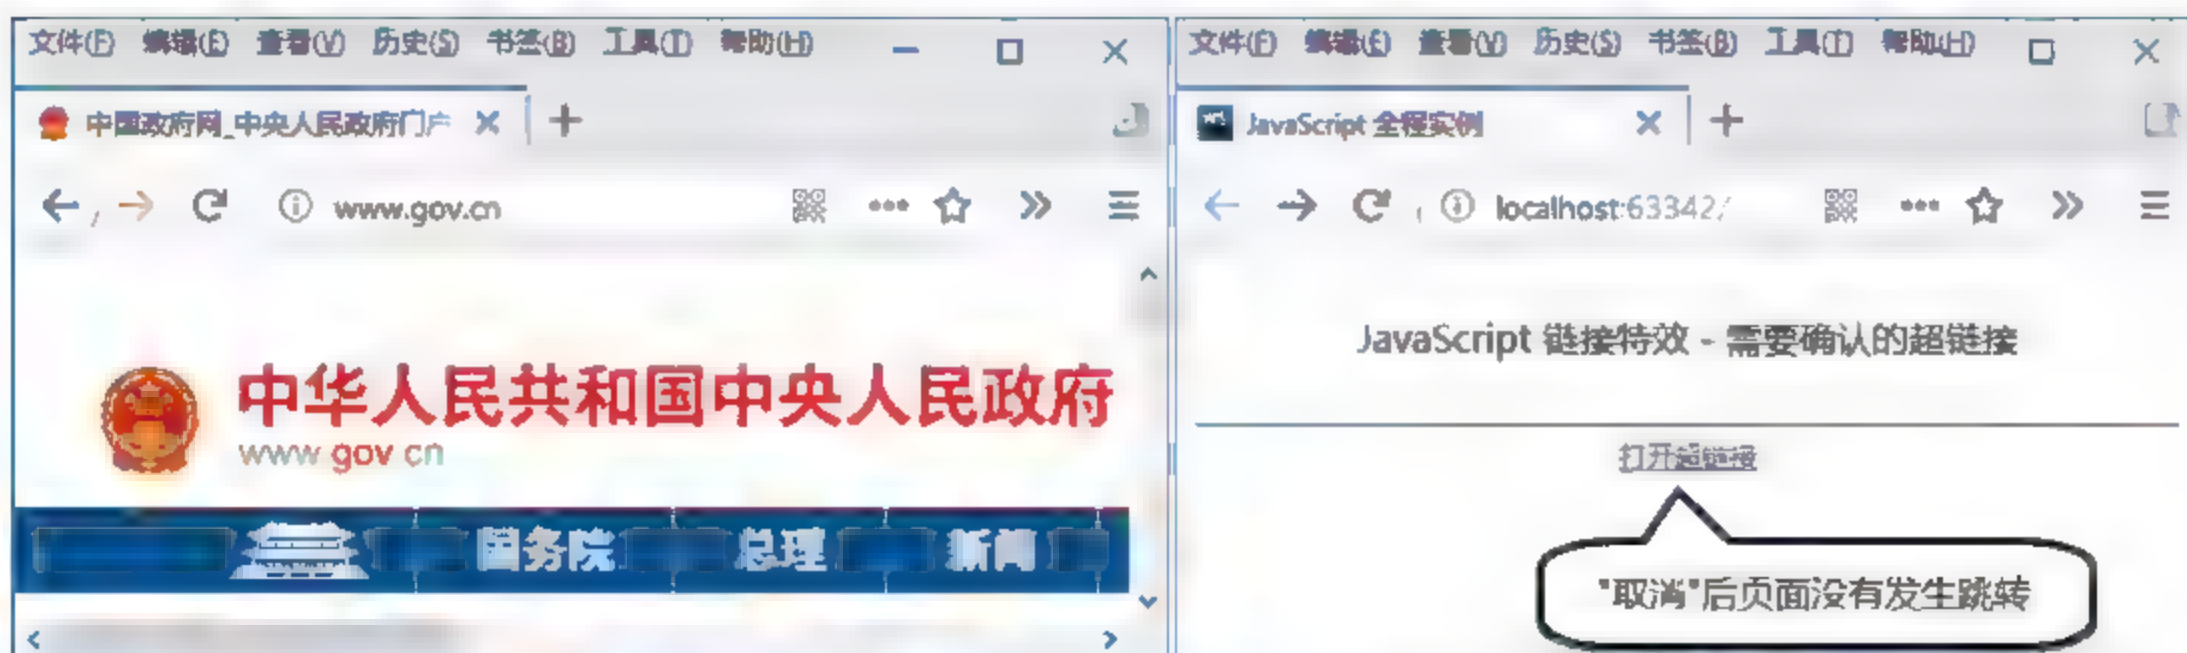 文件(F) 编辑(E) 查看(V) 历史(S) 书签(B) 工具(T) 帮助(H)
中国政府网_中央人民政府门户
www.gov.cn
中华人民共和国中央人民政府
www.gov.cn
国务院 总理 新闻
文件(F) 编辑(E) 查看(V) 历史(S) 书签(B) 工具(T) 帮助(H)
JavaScript 全程实例
localhost:63342/
JavaScript 链接特效 - 需要确认的超链接
打开超链接
"取消"后页面没有发生跳转